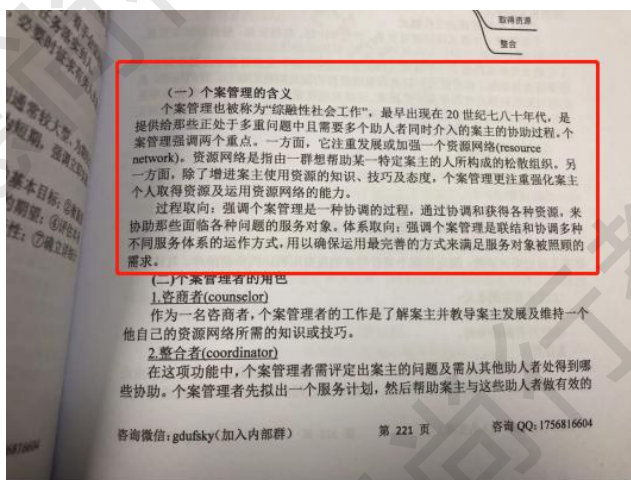 取得资源
整合
（一）个案管理的含义
个案管理也被称为“综融性社会工作”，最早出现在 20 世纪七八十年代，是
提供给那些正处于多重问题中且需要多个助人者同时介入的案主的协助过程。个
案管理强调两个重点。一方面，它注重发展或加强一个资源网络(resource
network)。资源网络是指由一群想帮助某一特定案主的人所构成的松散组织。另
一方面，除了增进案主使用资源的知识、技巧及态度，个案管理更注重强化案主
个人取得资源及运用资源网络的能力。
过程取向：强调个案管理是一种协调的过程，通过协调和获得各种资源，来
协助那些面临各种问题的服务对象。体系取向：强调个案管理是联结和协调多种
不同服务体系的运作方式，用以确保运用最完善的方式来满足服务对象被照顾的
需求。
(二)个案管理者的角色
1.咨商者(counselor)
作为一名咨商者，个案管理者的工作是了解案主并教导案主发展及维持一个
他自己的资源网络所需的知识或技巧。
2.整合者(coordinator)
在这项功能中，个案管理者需评定出案主的问题及需从其他助人者处得到哪
些协助。个案管理者先拟出一个服务计划，然后帮助案主与这些助人者做有效的
咨询微信：gdufsky（加入内部群）
第 221 页
咨询 QQ：1756816604